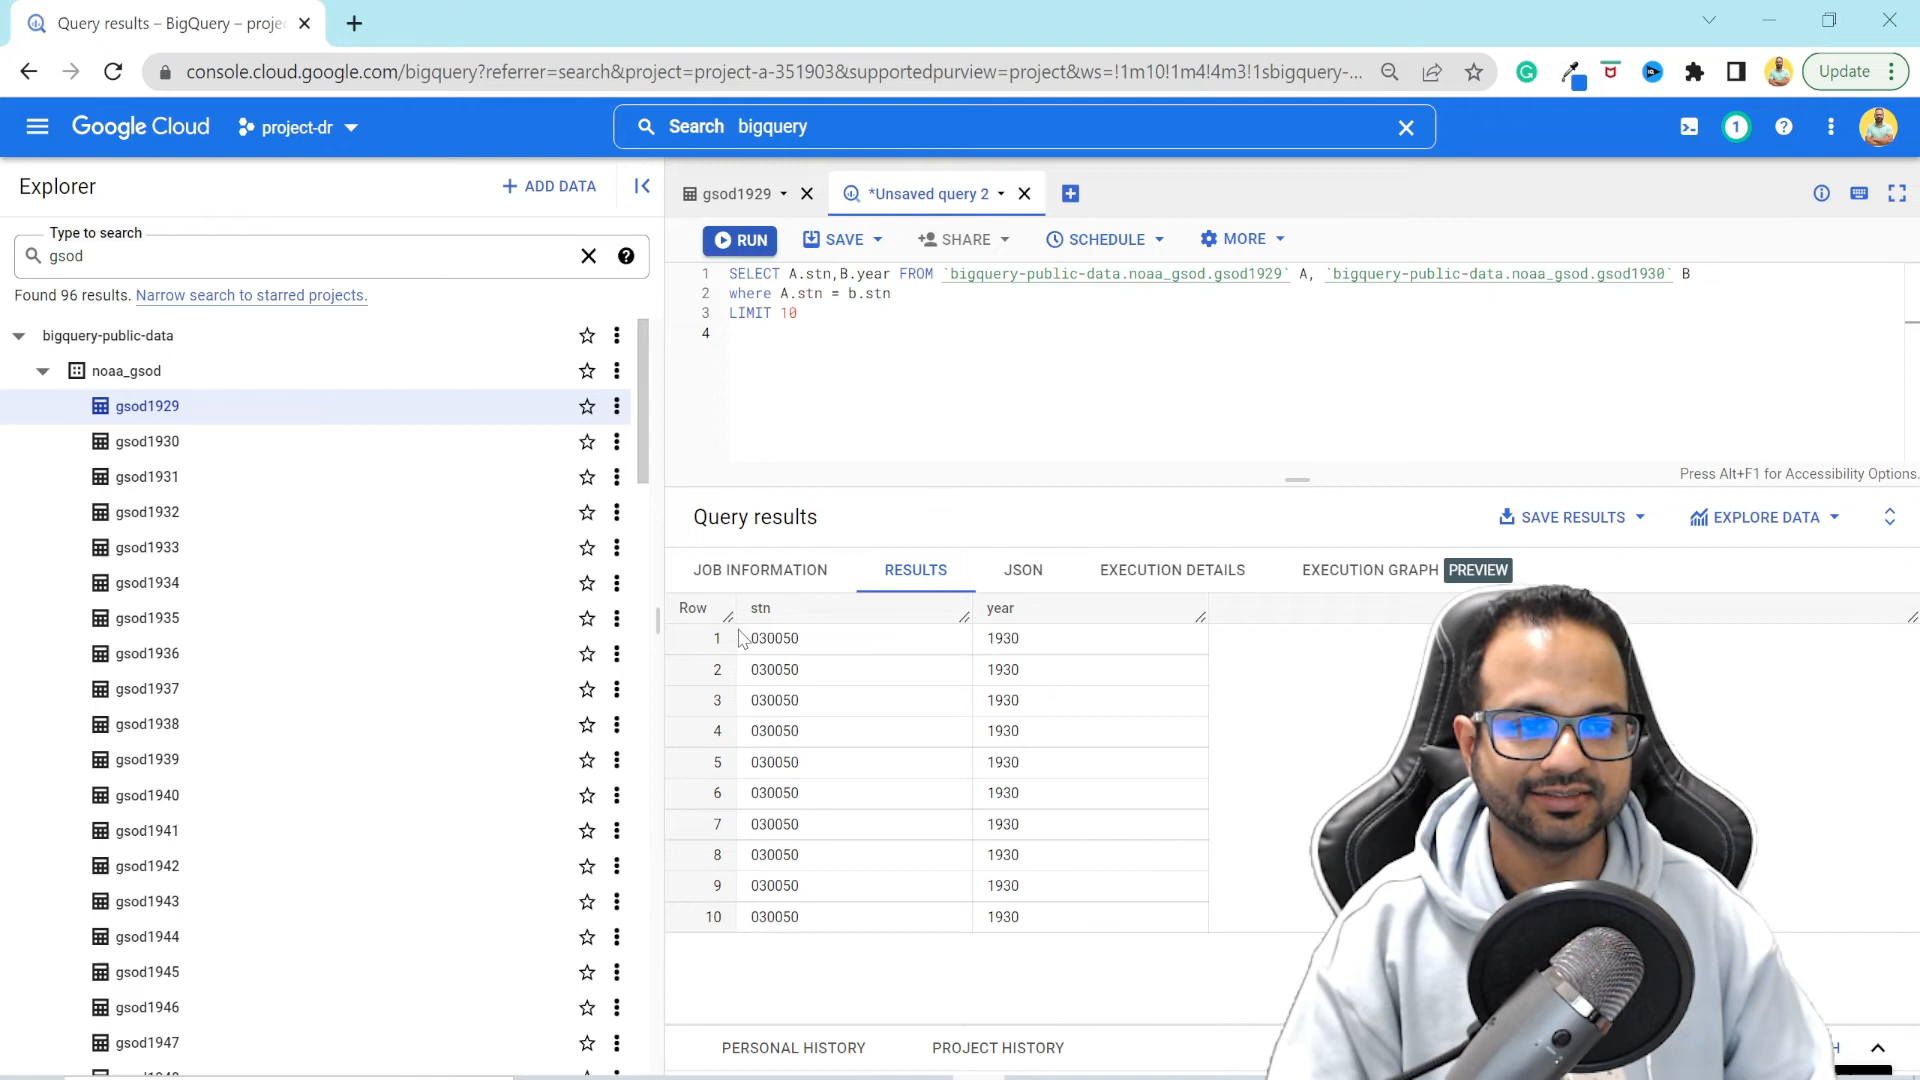 Query results – BigQuery – proje
console.cloud.google.com/bigquery?referrer=search&project=project-a-351903&supportedpurview=project&ws=!1m10!1m4!4m3!1sbigquery-...
Update
Google Cloud
project-dr
Search bigquery
1
Explorer
ADD DATA
Type to search
gsod
Found 96 results. Narrow search to starred projects.
bigquery-public-data
noaa_gsod
gsod1929
gsod1930
gsod1931
gsod1932
gsod1933
gsod1934
gsod1935
gsod1936
gsod1937
gsod1938
gsod1939
gsod1940
gsod1941
gsod1942
gsod1943
gsod1944
gsod1945
gsod1946
gsod1947
gsod1929
*Unsaved query 2
RUN
SAVE
SHARE
SCHEDULE
MORE
1 SELECT A.stn,B.year FROM `bigquery-public-data.noaa_gsod.gsod1929` A, `bigquery-public-data.noaa_gsod.gsod1930` B
2 where A.stn = b.stn
3 LIMIT 10
4
Press Alt+F1 for Accessibility Options.
Query results
SAVE RESULTS
EXPLORE DATA
JOB INFORMATION
RESULTS
JSON
EXECUTION DETAILS
EXECUTION GRAPH PREVIEW
Row stn year
1 030050 1930
2 030050 1930
3 030050 1930
4 030050 1930
5 030050 1930
6 030050 1930
7 030050 1930
8 030050 1930
9 030050 1930
10 030050 1930
PERSONAL HISTORY
PROJECT HISTORY